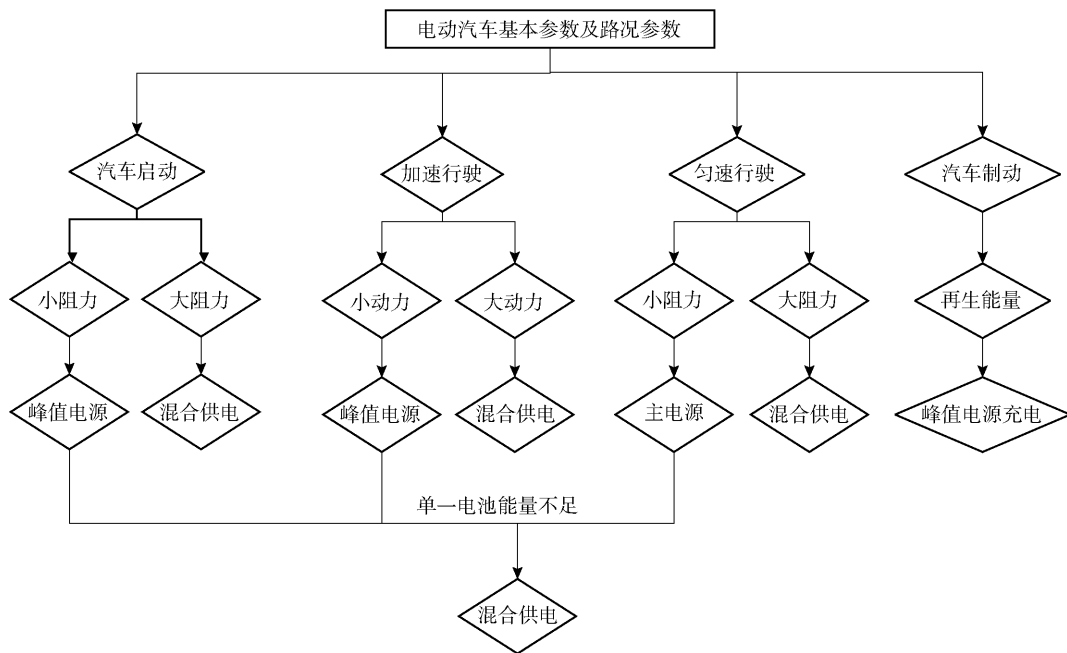 电动汽车基本参数及路况参数
汽车启动
加速行驶
匀速行驶
汽车制动
小阻力
大阻力
小动力
大动力
小阻力
大阻力
再生能量
峰值电源
混合供电
峰值电源
混合供电
主电源
混合供电
峰值电源充电
单一电池能量不足
混合供电